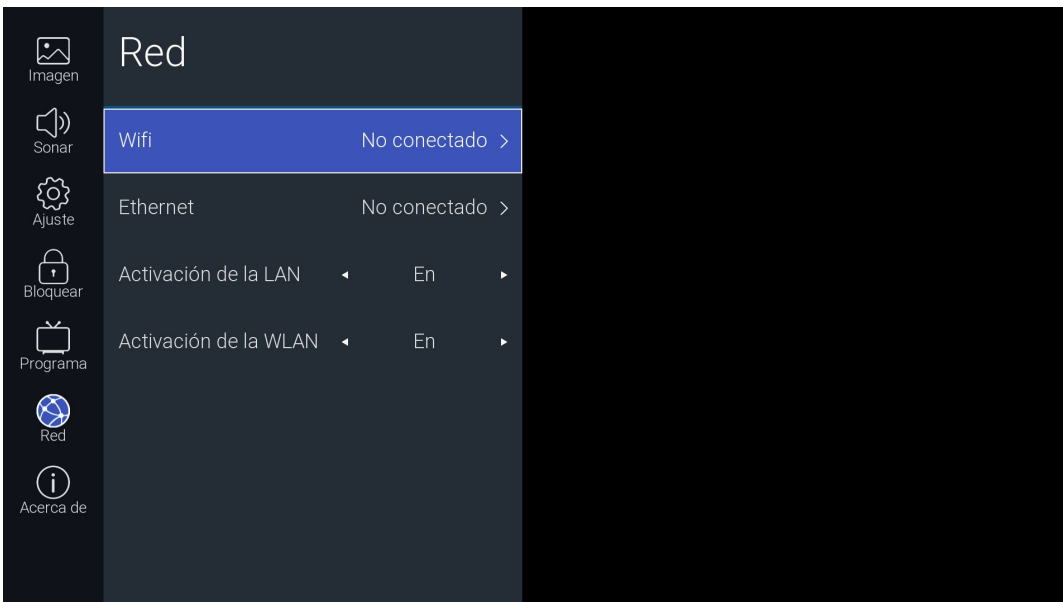 Imagen
Sonar
Ajuste
Bloquear
Programa
Red
Acerca de
Red
Wifi No conectado >
Ethernet No conectado >
Activación de la LAN En
Activación de la WLAN En